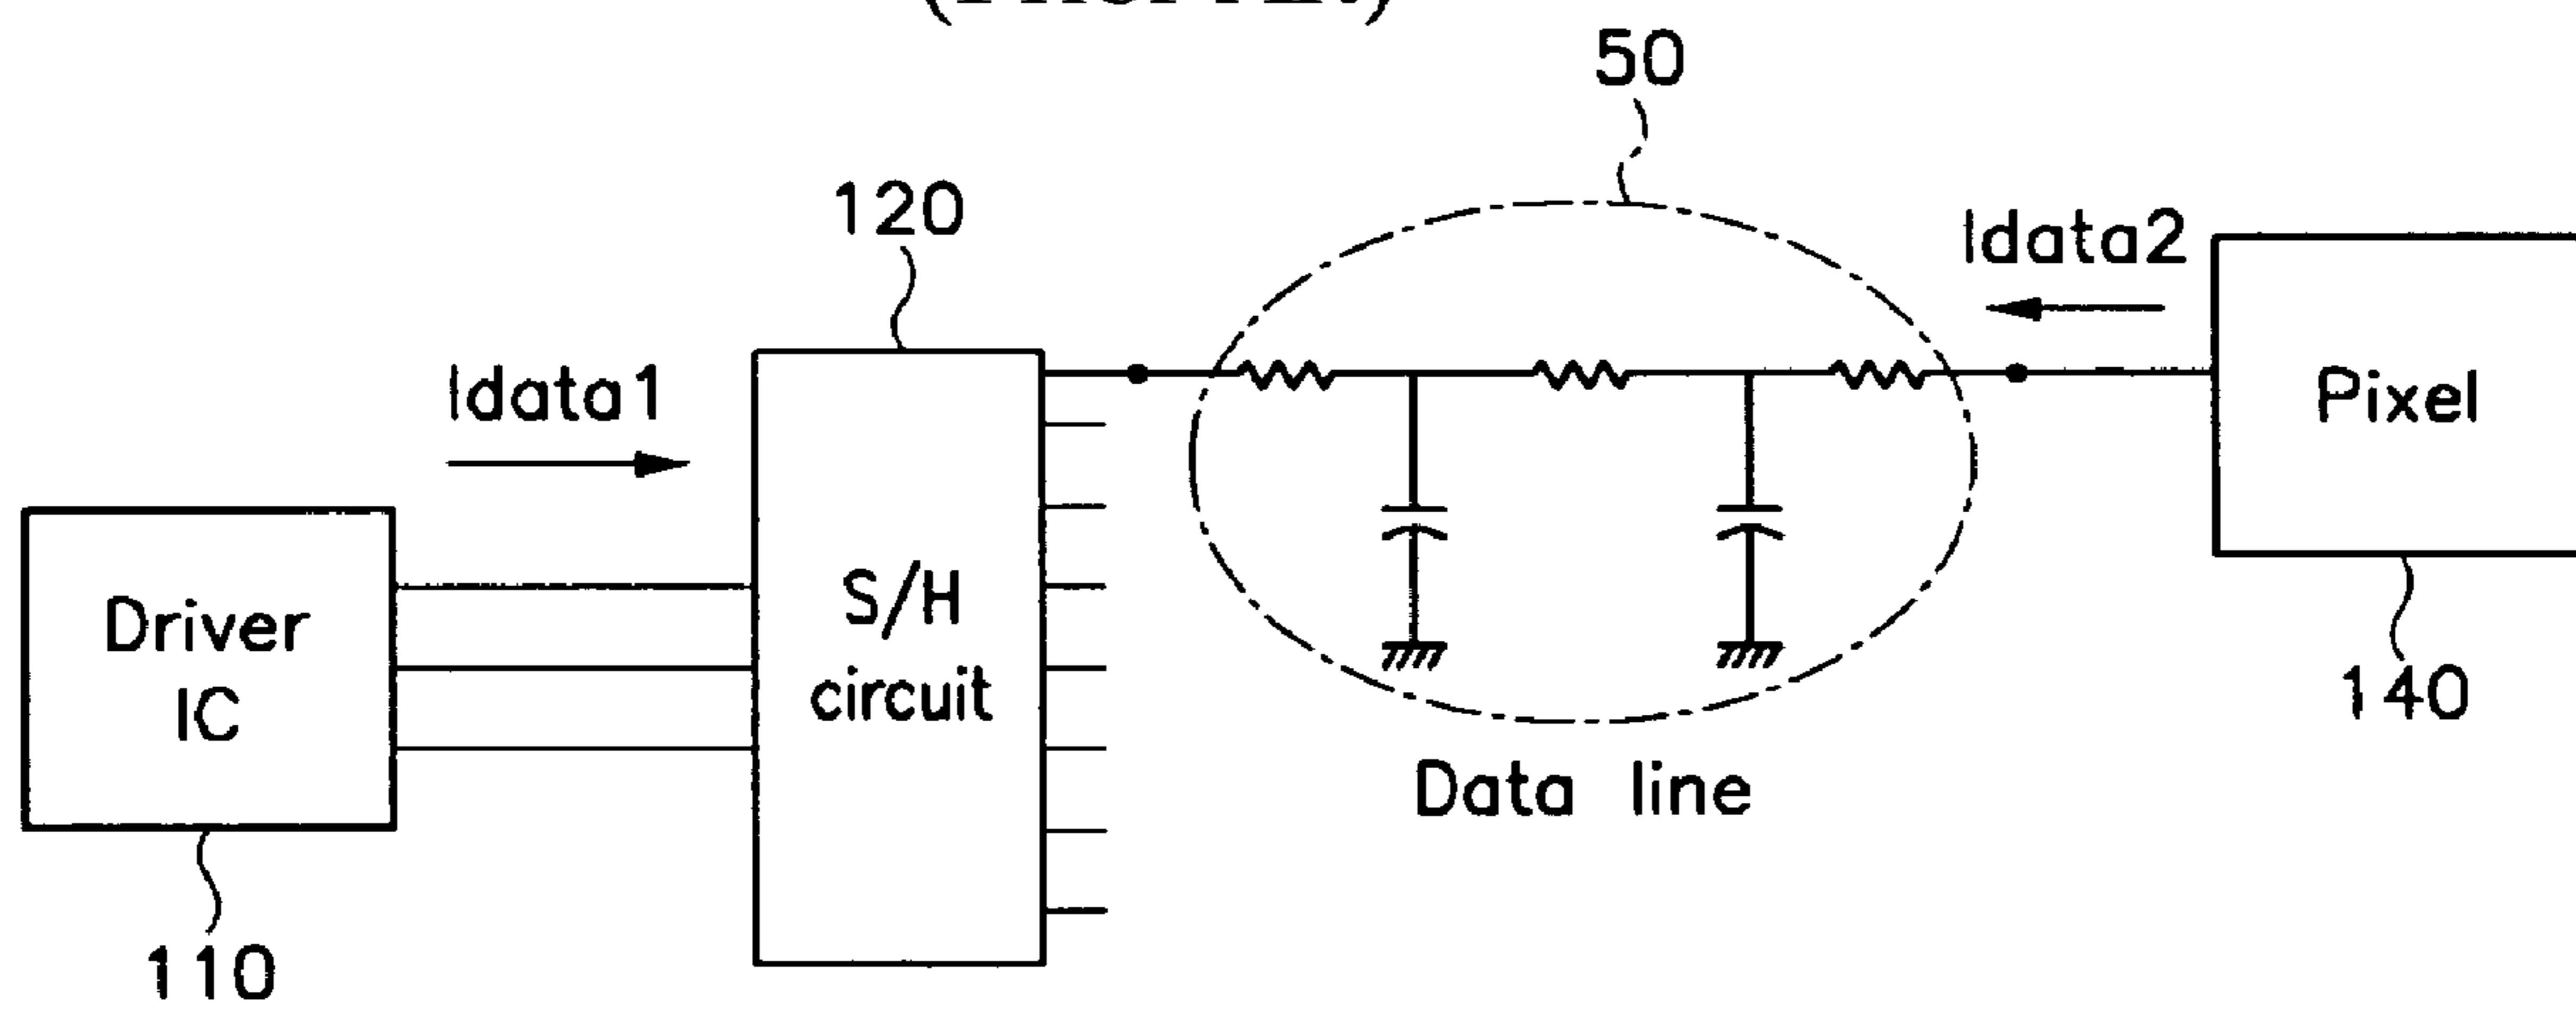 50
120
Idata2
Idata1
Pixel
S/H
circuit
Driver
IC
140
Data line
110